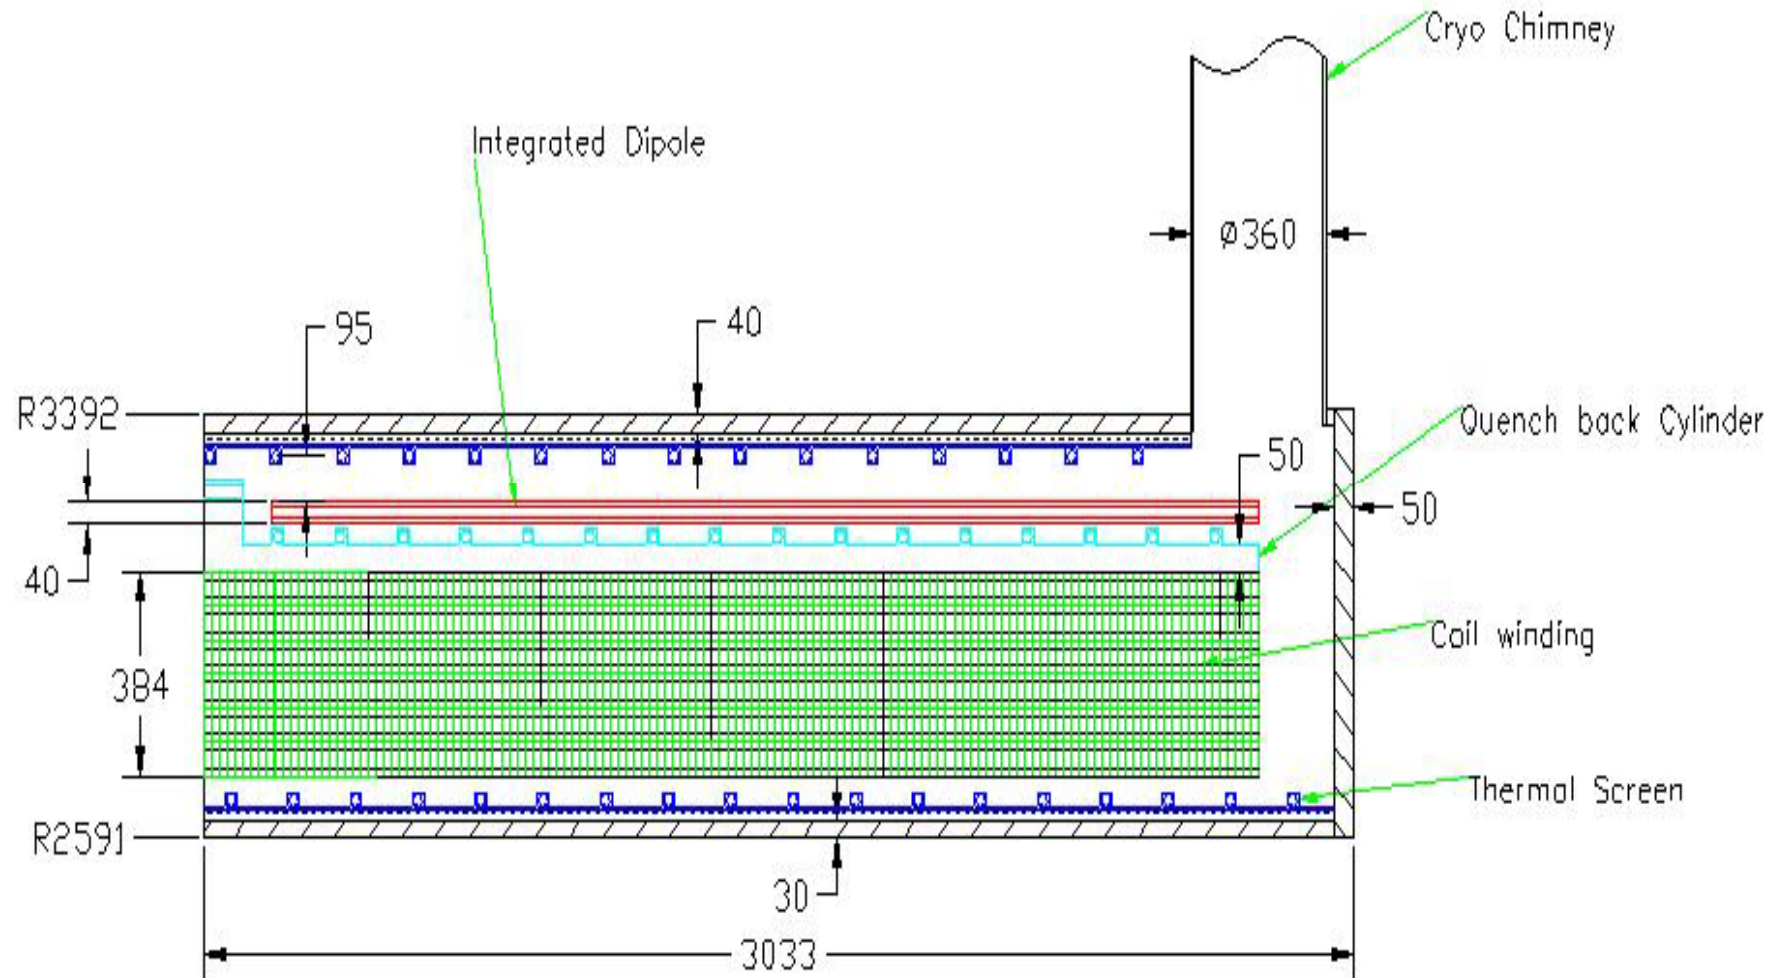 Cryo Chimney
Integrated Dipole
Ø360
95
40
R3392
Quench back Cylinder
50
50
40
Coil winding
384
Thermal Screen
R2591
30
3033